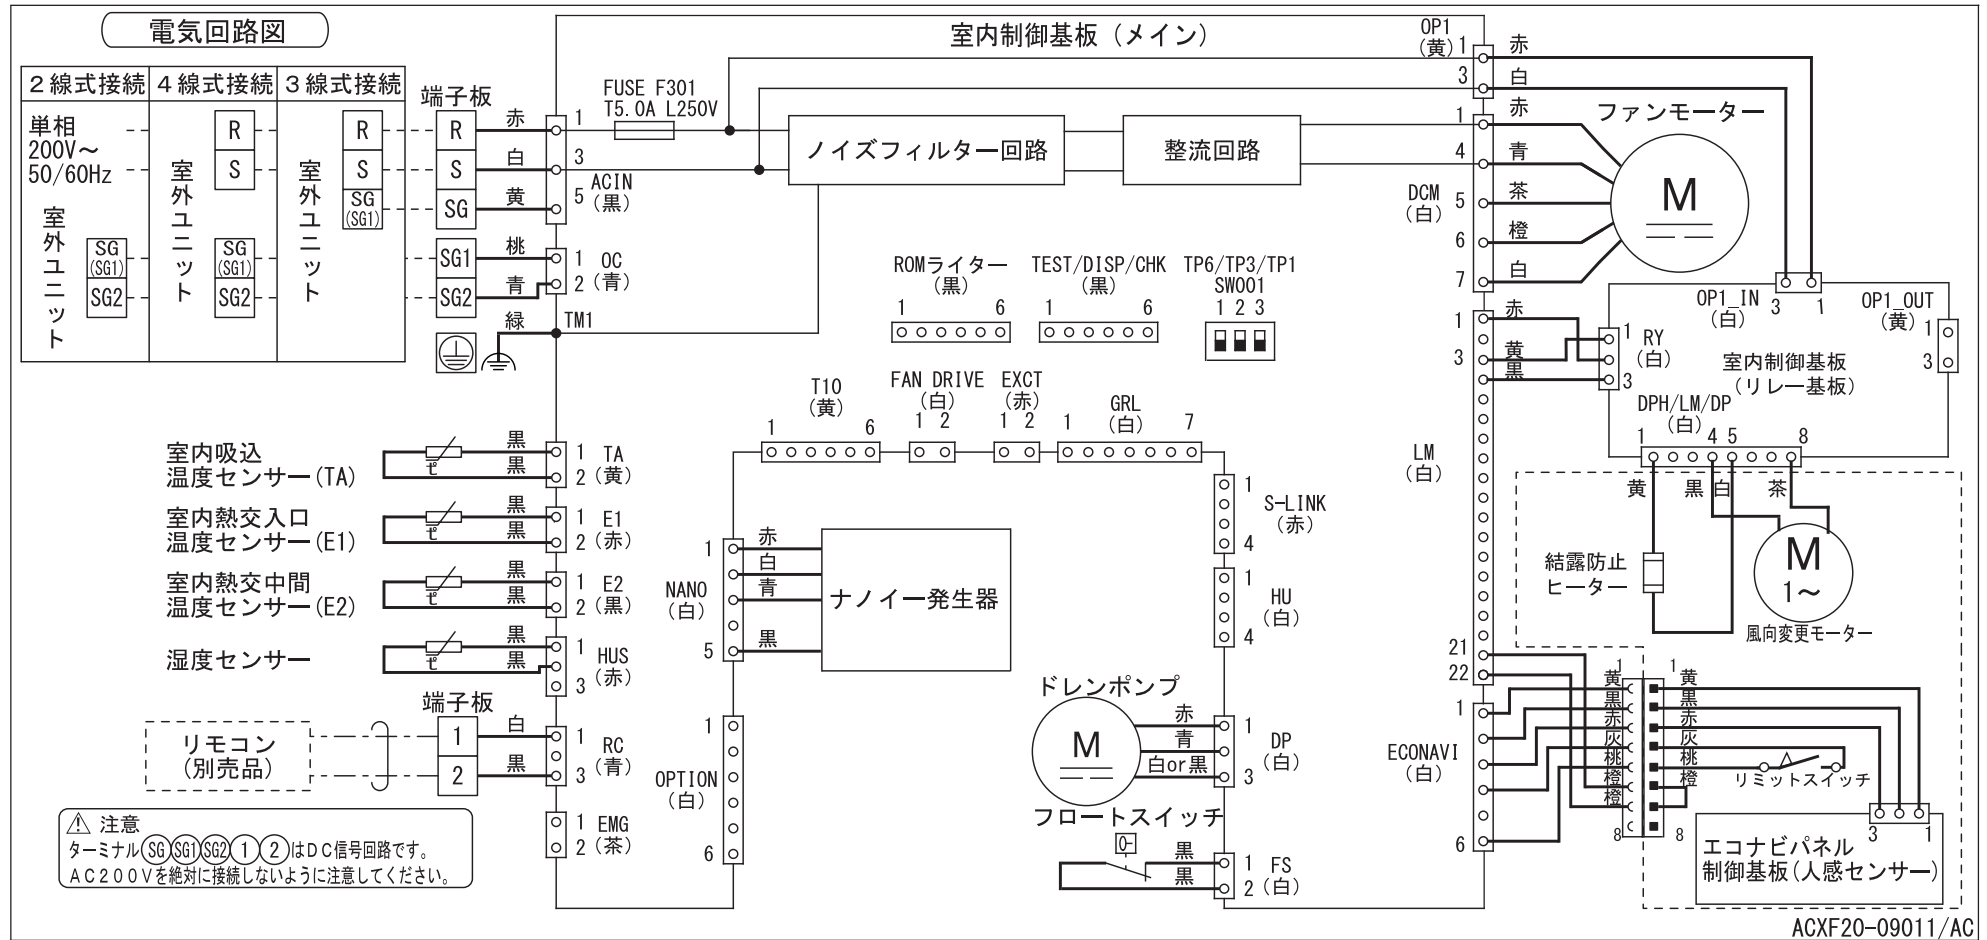 電気回路図
室内制御基板（メイン）
2線式接続 4線式接続 3線式接続
端子板
単相
200V～
50/60Hz
室外ユニット
SG
(SG1)
SG2
室外ユニット
R
S
SG
(SG1)
SG2
室外ユニット
R
S
SG
(SG1)
R
S
SG
SG1
SG2
赤
白
黄
桃
青
緑
1
3
5
ACIN
(黒)
1
2
OC
(青)
TM1
FUSE F301
T5.0A L250V
ノイズフィルター回路
整流回路
OP1
(黄)
1
3
赤
白
DCM
(白)
1
4
5
6
7
赤
青
茶
橙
白
ファンモーター
M
ROMライター
(黒)
1 6
TEST/DISP/CHK
(黒)
1 6
TP6/TP3/TP1
SW001
1 2 3
T10
(黄)
1 6
FAN DRIVE
(白)
1 2
EXCT
(赤)
1 2
GRL
(白)
1 7
LM
(白)
1
3
21
22
赤
黄
黒
1
3
RY
(白)
OP1_IN
(白)
3 1
OP1_OUT
(黄)
1
3
室内制御基板
(リレー基板)
DPH/LM/DP
(白)
1 4 5 8
黄 黒 白 茶
結露防止
ヒーター
M
1～
風向変更モーター
室内吸込
温度センサー(TA)
ﾋﾟ
黒
黒
1
2
TA
(黄)
室内熱交入口
温度センサー(E1)
ﾋﾟ
黒
黒
1
2
E1
(赤)
室内熱交中間
温度センサー(E2)
ﾋﾟ
黒
黒
1
2
E2
(黒)
湿度センサー
ﾋﾟ
黒
黒
1
3
HUS
(赤)
端子板
リモコン
(別売品)
1
2
白
黒
1
3
RC
(青)
1
2
EMG
(茶)
NANO
(白)
1
5
赤
白
青
黒
ナノイー発生器
OPTION
(白)
1
6
S-LINK
(赤)
1
4
HU
(白)
1
4
ドレンポンプ
M
赤
青
白or黒
1
3
DP
(白)
フロートスイッチ
黒
黒
1
2
FS
(白)
ECONAVI
(白)
1
6
1
黄
黒
赤
灰
桃
橙
橙
8
1
黄
黒
赤
灰
桃
橙
8
リミットスイッチ
3 1
エコナビパネル
制御基板(人感センサー)
注意
ターミナル SG SG1 SG2 1 2 はDC信号回路です。
AC200Vを絶対に接続しないように注意してください。
ACXF20-09011/AC